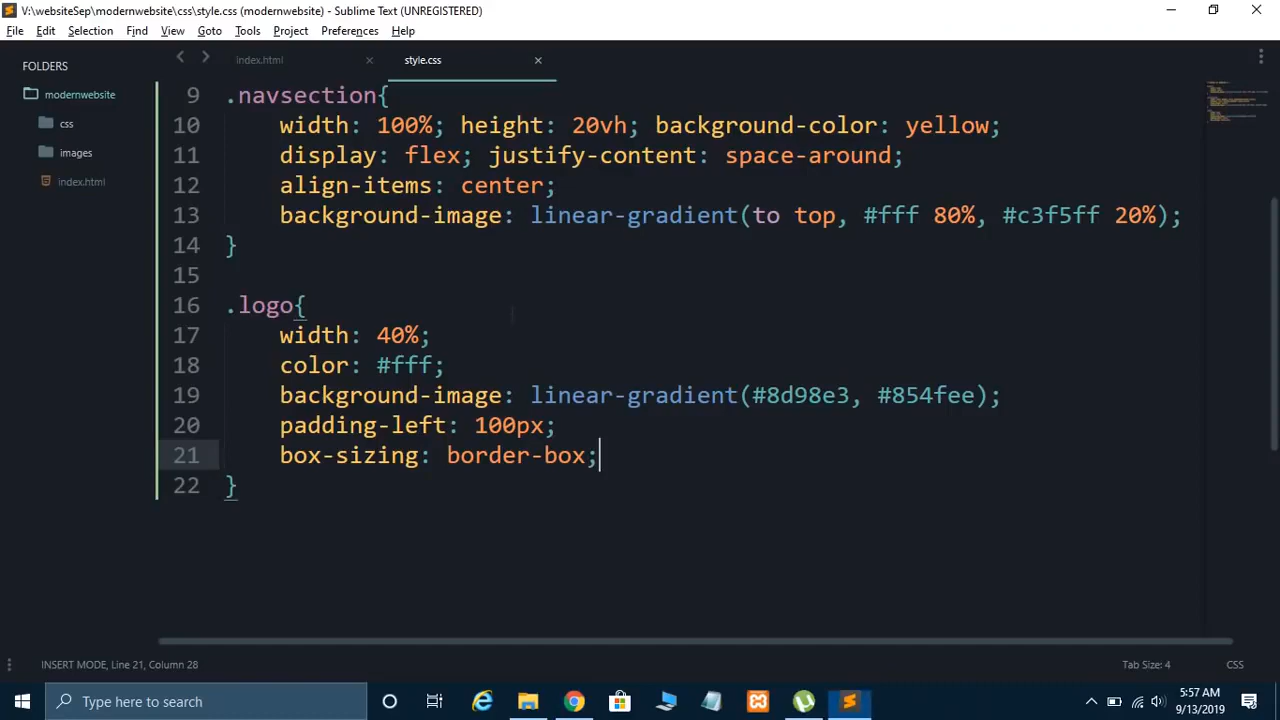 V:\websiteSep\modernwebsite\css\style.css (modernwebsite) - Sublime Text (UNREGISTERED)
File Edit Selection Find View Goto Tools Project Preferences Help
FOLDERS
modernwebsite
css
images
index.html
index.html × style.css ×
9 .navsection{
10 width: 100%; height: 20vh; background-color: yellow;
11 display: flex; justify-content: space-around;
12 align-items: center;
13 background-image: linear-gradient(to top, #fff 80%, #c3f5ff 20%);
14 }
15
16 .logo{
17 width: 40%;
18 color: #fff;
19 background-image: linear-gradient(#8d98e3, #854fee);
20 padding-left: 100px;
21 box-sizing: border-box;
22 }
INSERT MODE, Line 21, Column 28 Tab Size: 4 CSS
Type here to search
5:57 AM
9/13/2019